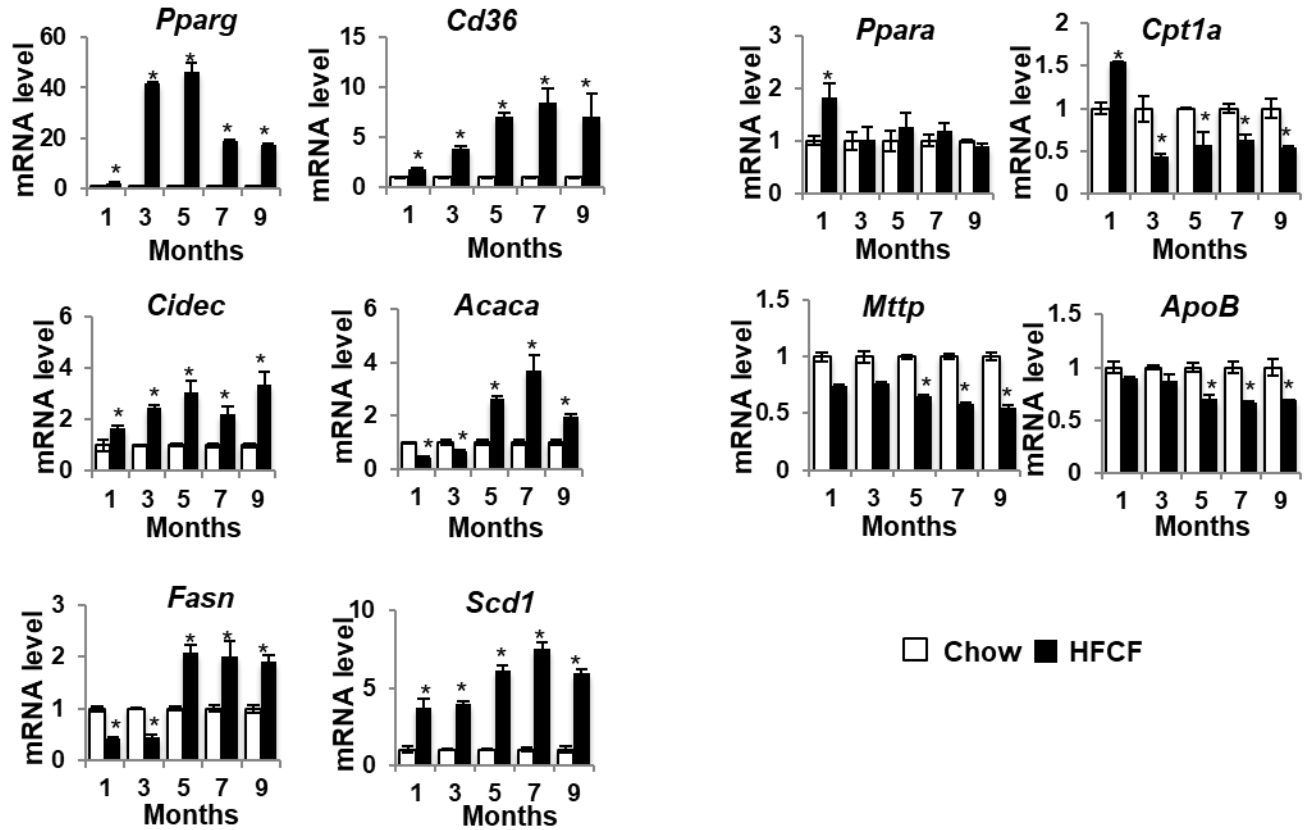 Pparg
mRNA level
60
40
20
0
1 3 5 7 9
Months
* * * * *
Cd36
mRNA level
15
10
5
0
1 3 5 7 9
Months
* * * * *
Ppara
mRNA level
3
2
1
0
1 3 5 7 9
Months
*
Cpt1a
mRNA level
2
1.5
1
0.5
0
1 3 5 7 9
Months
* * * * *
Cidec
mRNA level
6
4
2
0
1 3 5 7 9
Months
* * * * *
Acaca
mRNA level
6
4
2
0
1 3 5 7 9
Months
* * * * *
Mttp
mRNA level
1.5
1
0.5
0
1 3 5 7 9
Months
* * *
ApoB
mRNA level
1.5
1
0.5
0
1 3 5 7 9
Months
* * *
Fasn
mRNA level
3
2
1
0
1 3 5 7 9
Months
* * * * *
Scd1
mRNA level
10
5
0
1 3 5 7 9
Months
* * * * *
Chow HFCF